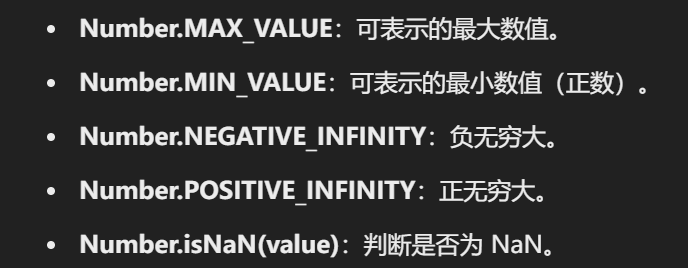 • Number.MAX_VALUE：可表示的最大数值。
• Number.MIN_VALUE：可表示的最小数值（正数）。
• Number.NEGATIVE_INFINITY：负无穷大。
• Number.POSITIVE_INFINITY：正无穷大。
• Number.isNaN(value)：判断是否为 NaN。